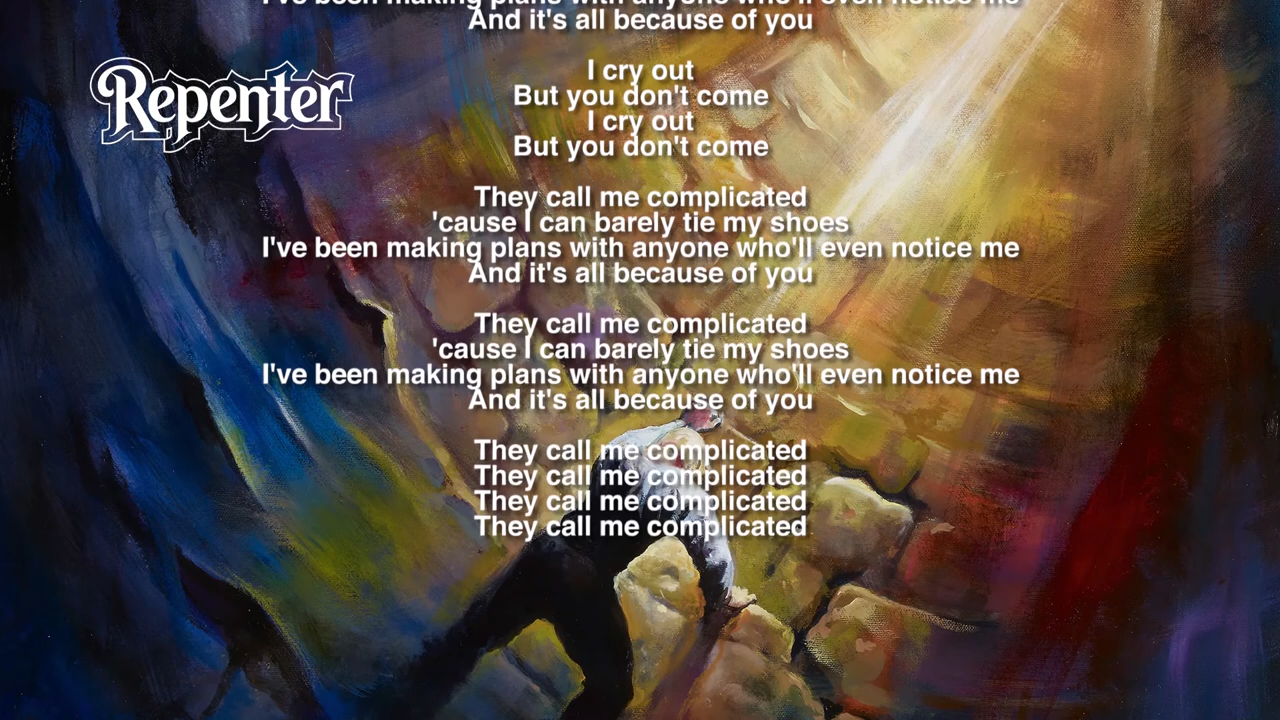 I've been making plans with anyone who'll even notice me
And it's all because of you
Repenter
I cry out
But you don't come
I cry out
But you don't come
They call me complicated
'cause I can barely tie my shoes
I've been making plans with anyone who'll even notice me
And it's all because of you
They call me complicated
'cause I can barely tie my shoes
I've been making plans with anyone who'll even notice me
And it's all because of you
They call me complicated
They call me complicated
They call me complicated
They call me complicated